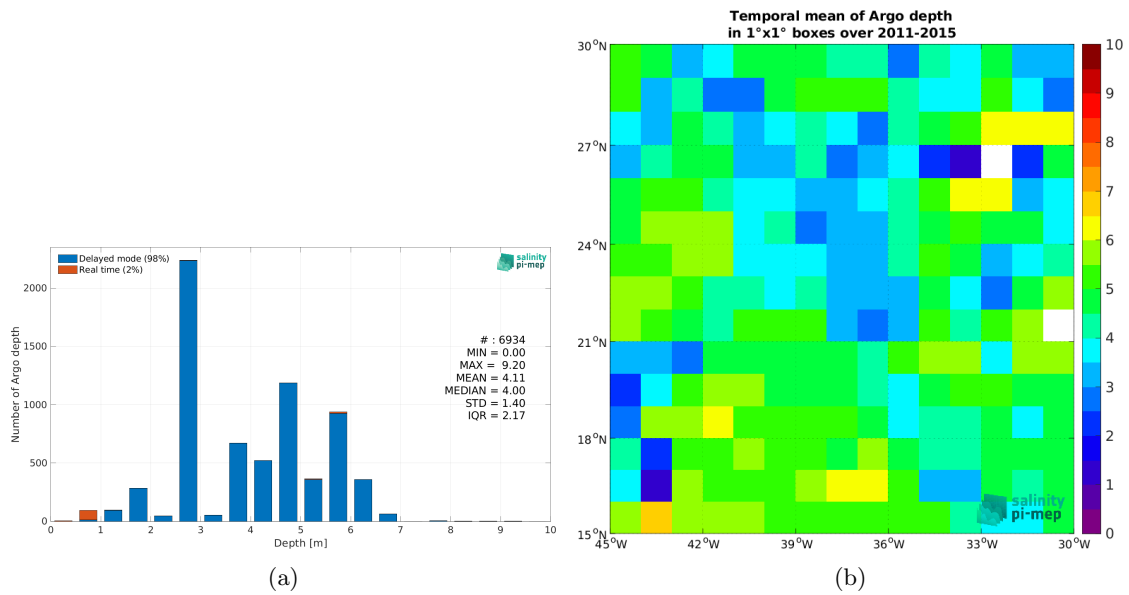 Delayed mode (98%)
Real time (2%)
salinity
pi-mep
Number of Argo depth
2000
1500
1000
500
0
# : 6934
MIN = 0.00
MAX = 9.20
MEAN = 4.11
MEDIAN = 4.00
STD = 1.40
IQR = 2.17
0 1 2 3 4 5 6 7 8 9 10
Depth [m]
(a)
Temporal mean of Argo depth
in 1°x1° boxes over 2011-2015
30°N
27°N
24°N
21°N
18°N
15°N
45°W 42°W 39°W 36°W 33°W 30°W
salinity
pi-mep
10
9
8
7
6
5
4
3
2
1
0
(b)